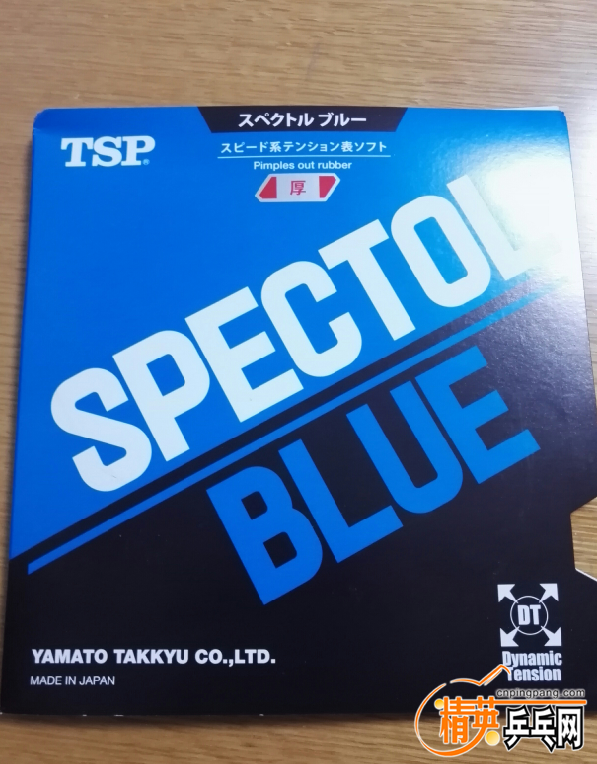 スペクトル ブルー
TSP®
スピード系テンション表ソフト
Pimples out rubber
厚
SPECTOL
BLUE
DT
Dynamic
Tension
YAMATO TAKKYU CO.,LTD.
MADE IN JAPAN
cnpingpang.com
精英乒乓网